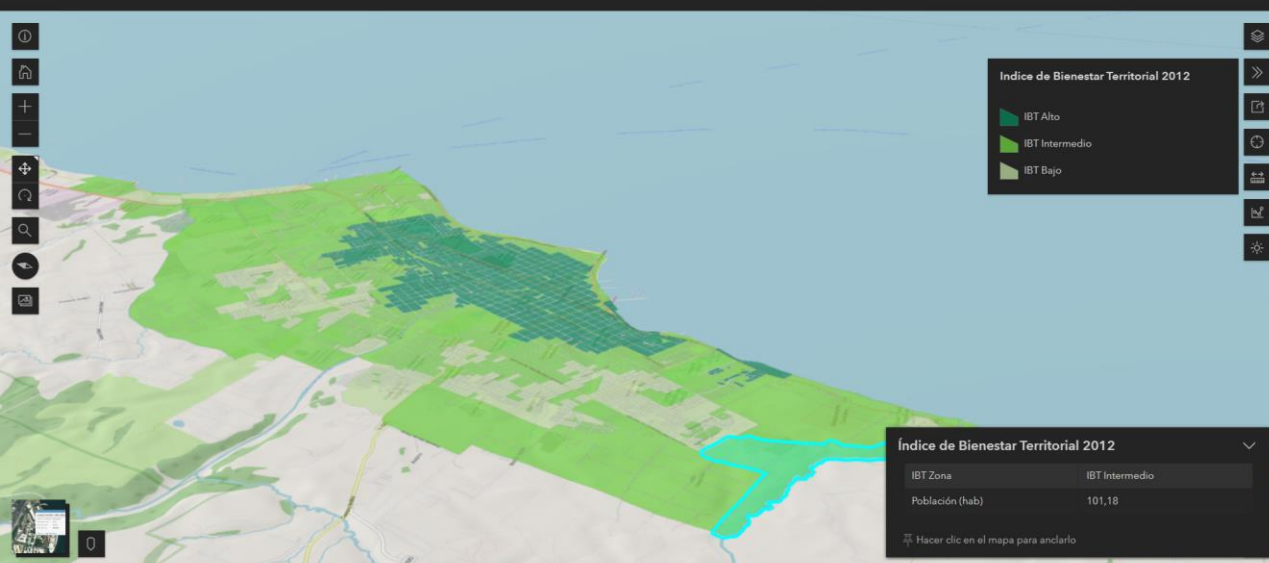 Indice de Bienestar Territorial 2012
IBT Alto
IBT Intermedio
IBT Bajo
Índice de Bienestar Territorial 2012
IBT Zona IBT Intermedio
Población (hab) 101,18
Hacer clic en el mapa para anclarlo